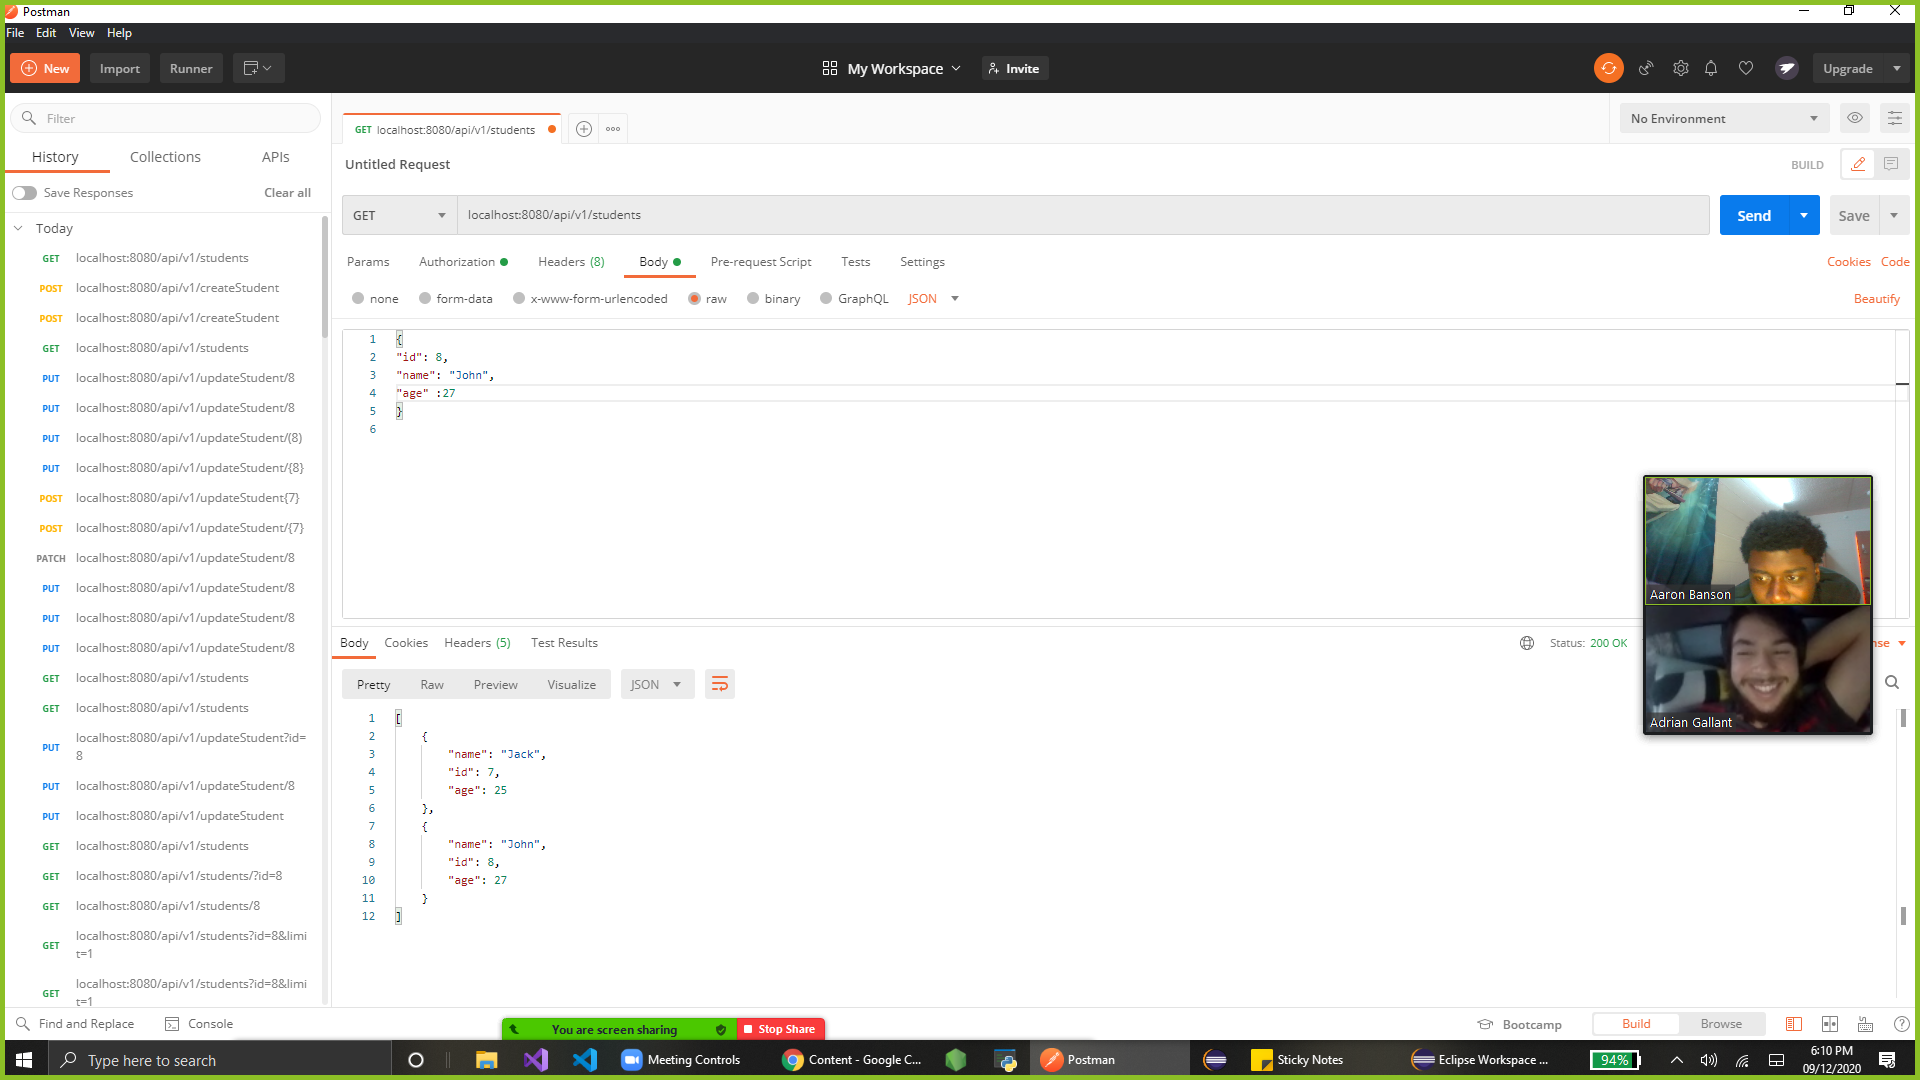 Postman
File Edit View Help
New Import Runner My Workspace Invite Upgrade
Filter
History Collections APIs
Save Responses Clear all
Today
GET localhost:8080/api/v1/students
POST localhost:8080/api/v1/createStudent
POST localhost:8080/api/v1/createStudent
GET localhost:8080/api/v1/students
PUT localhost:8080/api/v1/updateStudent/8
PUT localhost:8080/api/v1/updateStudent/8
PUT localhost:8080/api/v1/updateStudent/(8)
PUT localhost:8080/api/v1/updateStudent/{8}
POST localhost:8080/api/v1/updateStudent{7}
POST localhost:8080/api/v1/updateStudent/{7}
PATCH localhost:8080/api/v1/updateStudent/8
PUT localhost:8080/api/v1/updateStudent/8
PUT localhost:8080/api/v1/updateStudent/8
PUT localhost:8080/api/v1/updateStudent/8
GET localhost:8080/api/v1/students
GET localhost:8080/api/v1/students
PUT localhost:8080/api/v1/updateStudent?id=
8
PUT localhost:8080/api/v1/updateStudent/8
PUT localhost:8080/api/v1/updateStudent
GET localhost:8080/api/v1/students
GET localhost:8080/api/v1/students/?id=8
GET localhost:8080/api/v1/students/8
GET localhost:8080/api/v1/students?id=8&limi
t=1
GET localhost:8080/api/v1/students?id=8&limi
t=1
GET localhost:8080/api/v1/students
No Environment
Untitled Request BUILD
GET localhost:8080/api/v1/students Send Save
Params Authorization Headers (8) Body Pre-request Script Tests Settings Cookies Code
none form-data x-www-form-urlencoded raw binary GraphQL JSON Beautify
1 {
2 "id": 8,
3 "name": "John",
4 "age" :27
5 }
6
Aaron Banson
Adrian Gallant
Body Cookies Headers (5) Test Results Status: 200 OK nse
Pretty Raw Preview Visualize JSON
1 [
2 {
3 "name": "Jack",
4 "id": 7,
5 "age": 25
6 },
7 {
8 "name": "John",
9 "id": 8,
10 "age": 27
11 }
12 ]
Find and Replace Console You are screen sharing Stop Share Bootcamp Build Browse
Type here to search Meeting Controls Content - Google C... Postman Sticky Notes Eclipse Workspace ... 94% 6:10 PM
09/12/2020